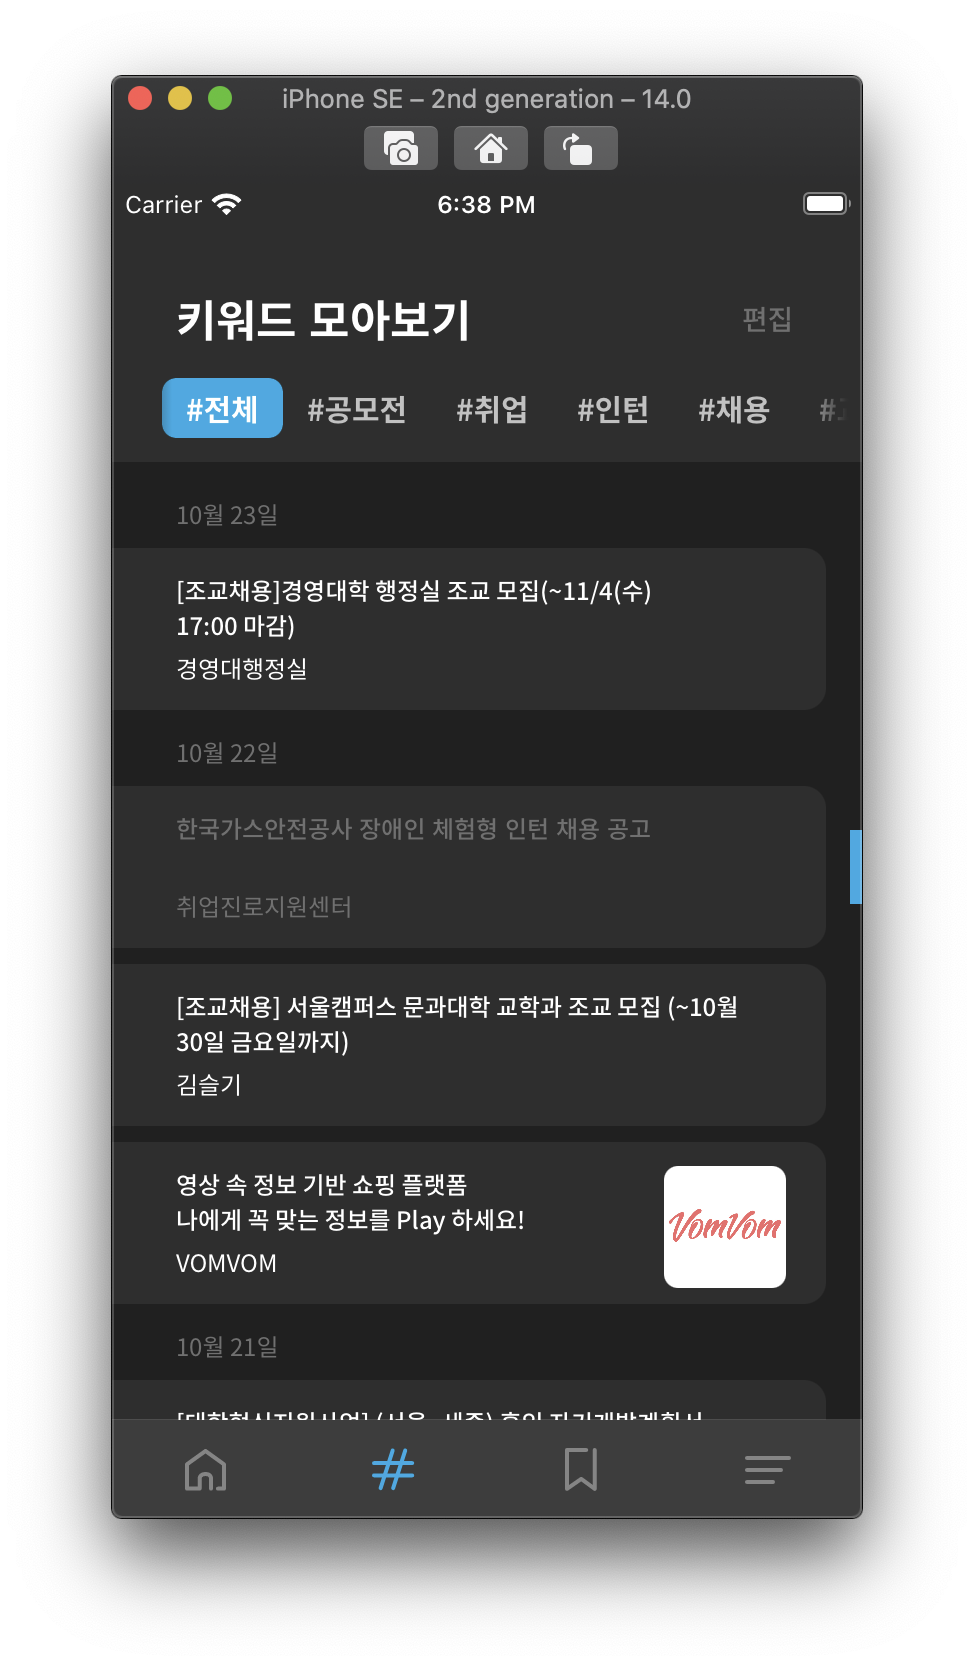 iPhone SE – 2nd generation – 14.0
Carrier
6:38 PM
키워드 모아보기
편집
#전체 #공모전 #취업 #인턴 #채용 #
10월 23일
[조교채용]경영대학 행정실 조교 모집(~11/4(수)
17:00 마감)
경영대행정실
10월 22일
한국가스안전공사 장애인 체험형 인턴 채용 공고
취업진로지원센터
[조교채용] 서울캠퍼스 문과대학 교학과 조교 모집 (~10월
30일 금요일까지)
김슬기
영상 속 정보 기반 쇼핑 플랫폼
나에게 꼭 맞는 정보를 Play 하세요!
VOMVOM
VomVom
10월 21일